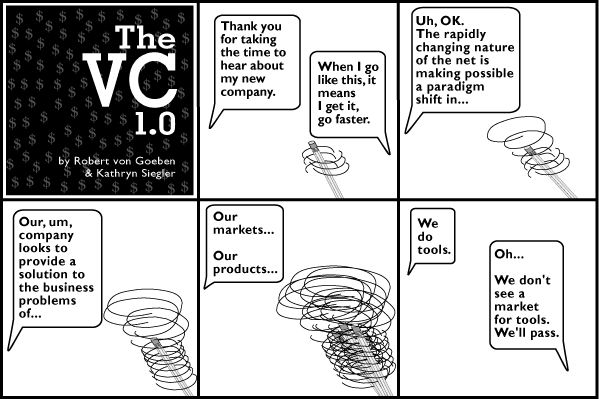 The
VC
1.0
by Robert von Goeben
& Kathryn Siegler
Thank you
for taking
the time to
hear about
my new
company.
When I go
like this, it
means
I get it,
go faster.
Uh, OK.
The rapidly
changing nature
of the net is
making possible
a paradigm
shift in...
Our, um,
company
looks to
provide a
solution to
the business
problems
of...
Our
markets...
Our
products...
We
do
tools.
Oh...
We don't
see a
market
for tools.
We'll pass.